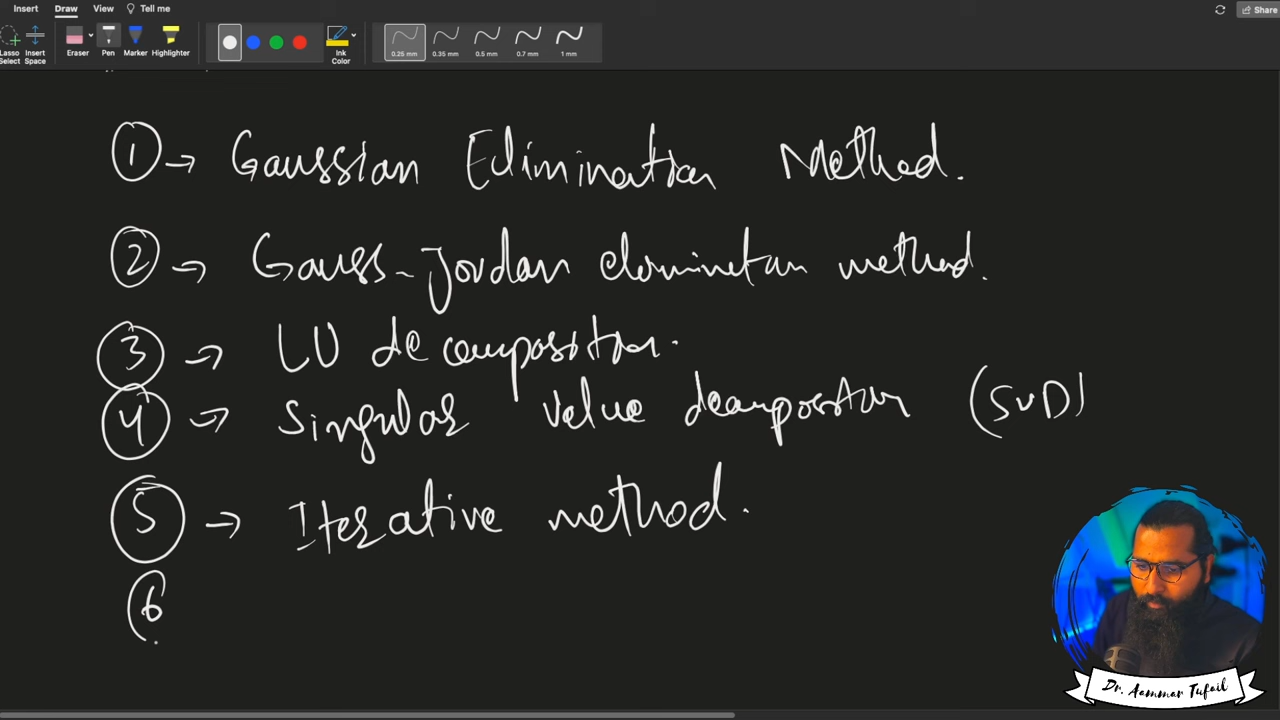 Insert Draw View Tell me Share
Lasso Select Insert Space Eraser Pen Marker Highlighter Ink Color 0.25 mm 0.35 mm 0.5 mm 0.7 mm 1 mm
1 → Gaussian Elimination Method.
2 → Gauss-Jordan elominetan method.
3 → LU decomposition.
4 → Singular Value decomposition (SVD)
5 → Iterative method.
6
Dr. Aammar Tufail